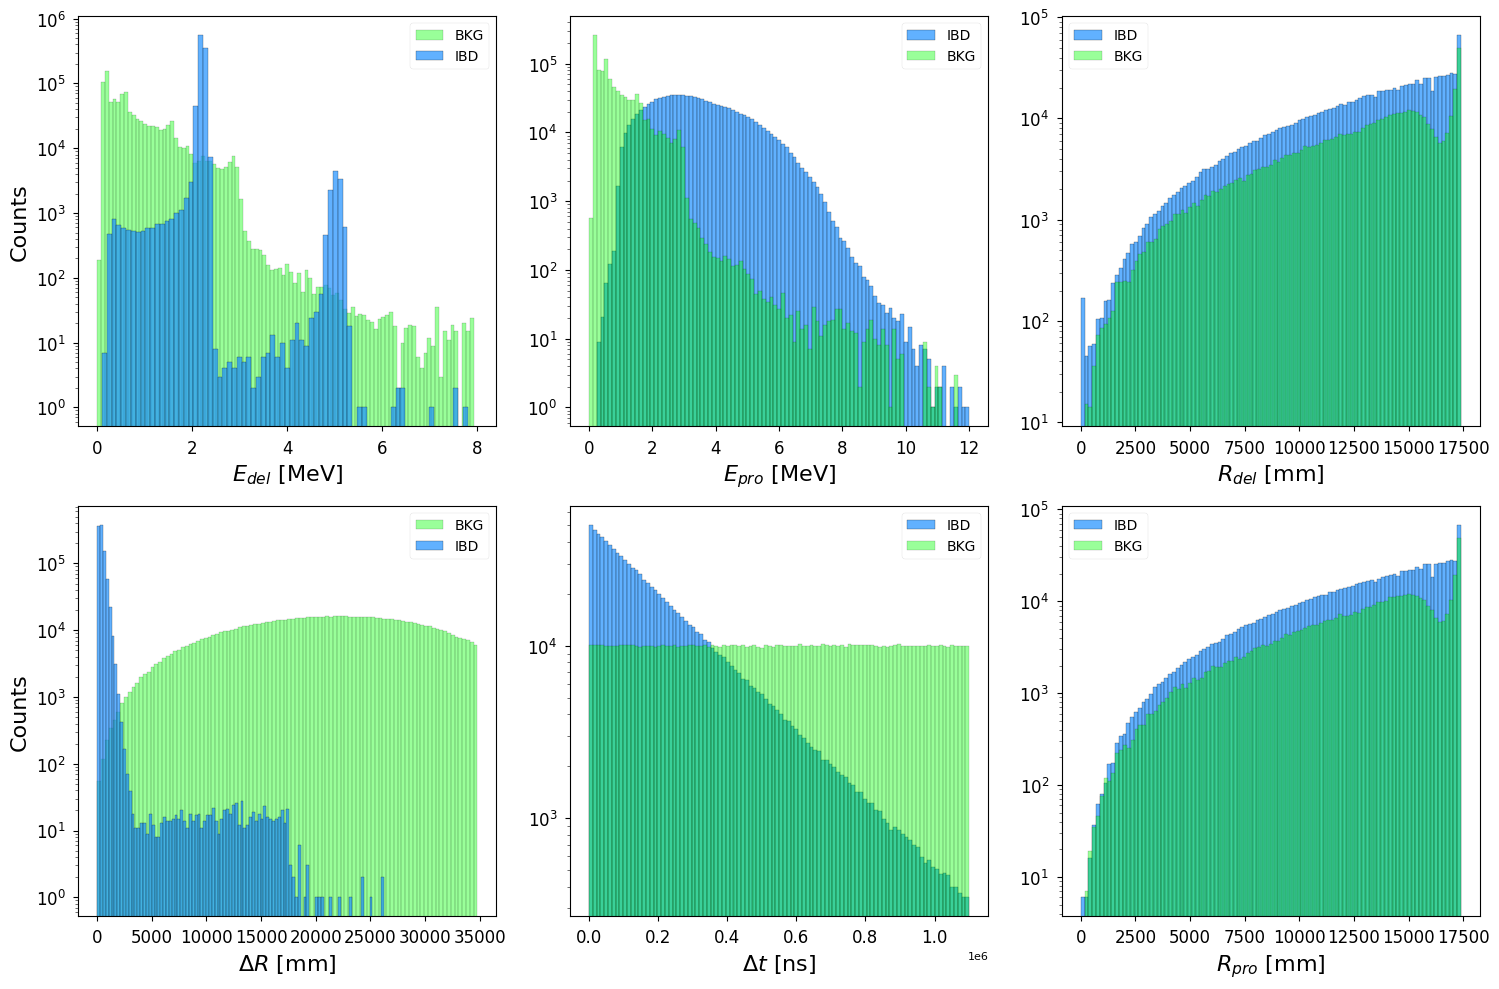 BKG
IBD
10^6
10^5
10^4
10^3
10^2
10^1
10^0
Counts
0 2 4 6 8
E_del [MeV]
IBD
BKG
10^5
10^4
10^3
10^2
10^1
10^0
0 2 4 6 8 10 12
E_pro [MeV]
IBD
BKG
10^5
10^4
10^3
10^2
10^1
0 2500 5000 7500 10000 12500 15000 17500
R_del [mm]
BKG
IBD
10^5
10^4
10^3
10^2
10^1
10^0
Counts
0 5000 10000 15000 20000 25000 30000 35000
ΔR [mm]
IBD
BKG
10^4
10^3
0.0 0.2 0.4 0.6 0.8 1.0
1e6
Δt [ns]
IBD
BKG
10^5
10^4
10^3
10^2
10^1
0 2500 5000 7500 10000 12500 15000 17500
R_pro [mm]